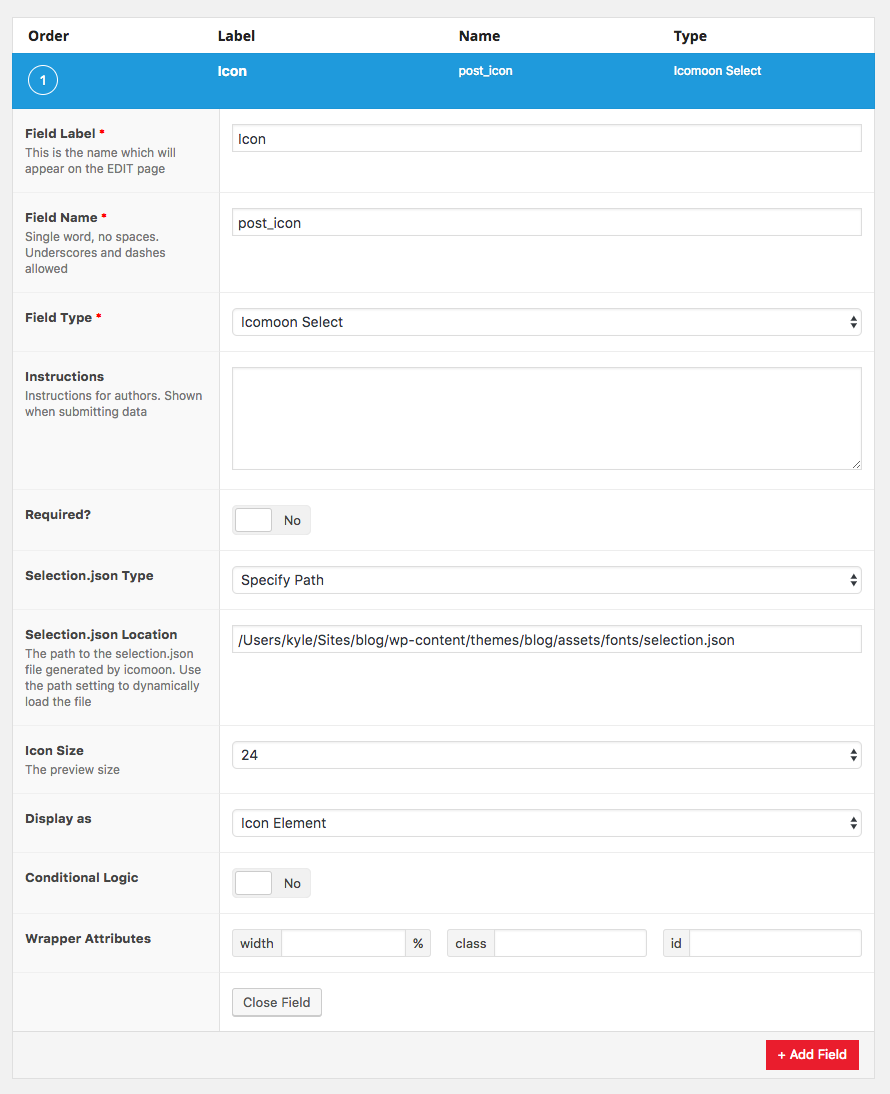 Order Label Name Type
1 Icon post_icon Icomoon Select
Field Label *
This is the name which will
appear on the EDIT page
Icon
Field Name *
Single word, no spaces.
Underscores and dashes
allowed
post_icon
Field Type *
Icomoon Select
Instructions
Instructions for authors. Shown
when submitting data
Required?
No
Selection.json Type
Specify Path
Selection.json Location
The path to the selection.json
file generated by icomoon. Use
the path setting to dynamically
load the file
/Users/kyle/Sites/blog/wp-content/themes/blog/assets/fonts/selection.json
Icon Size
The preview size
24
Display as
Icon Element
Conditional Logic
No
Wrapper Attributes
width % class id
Close Field
+ Add Field